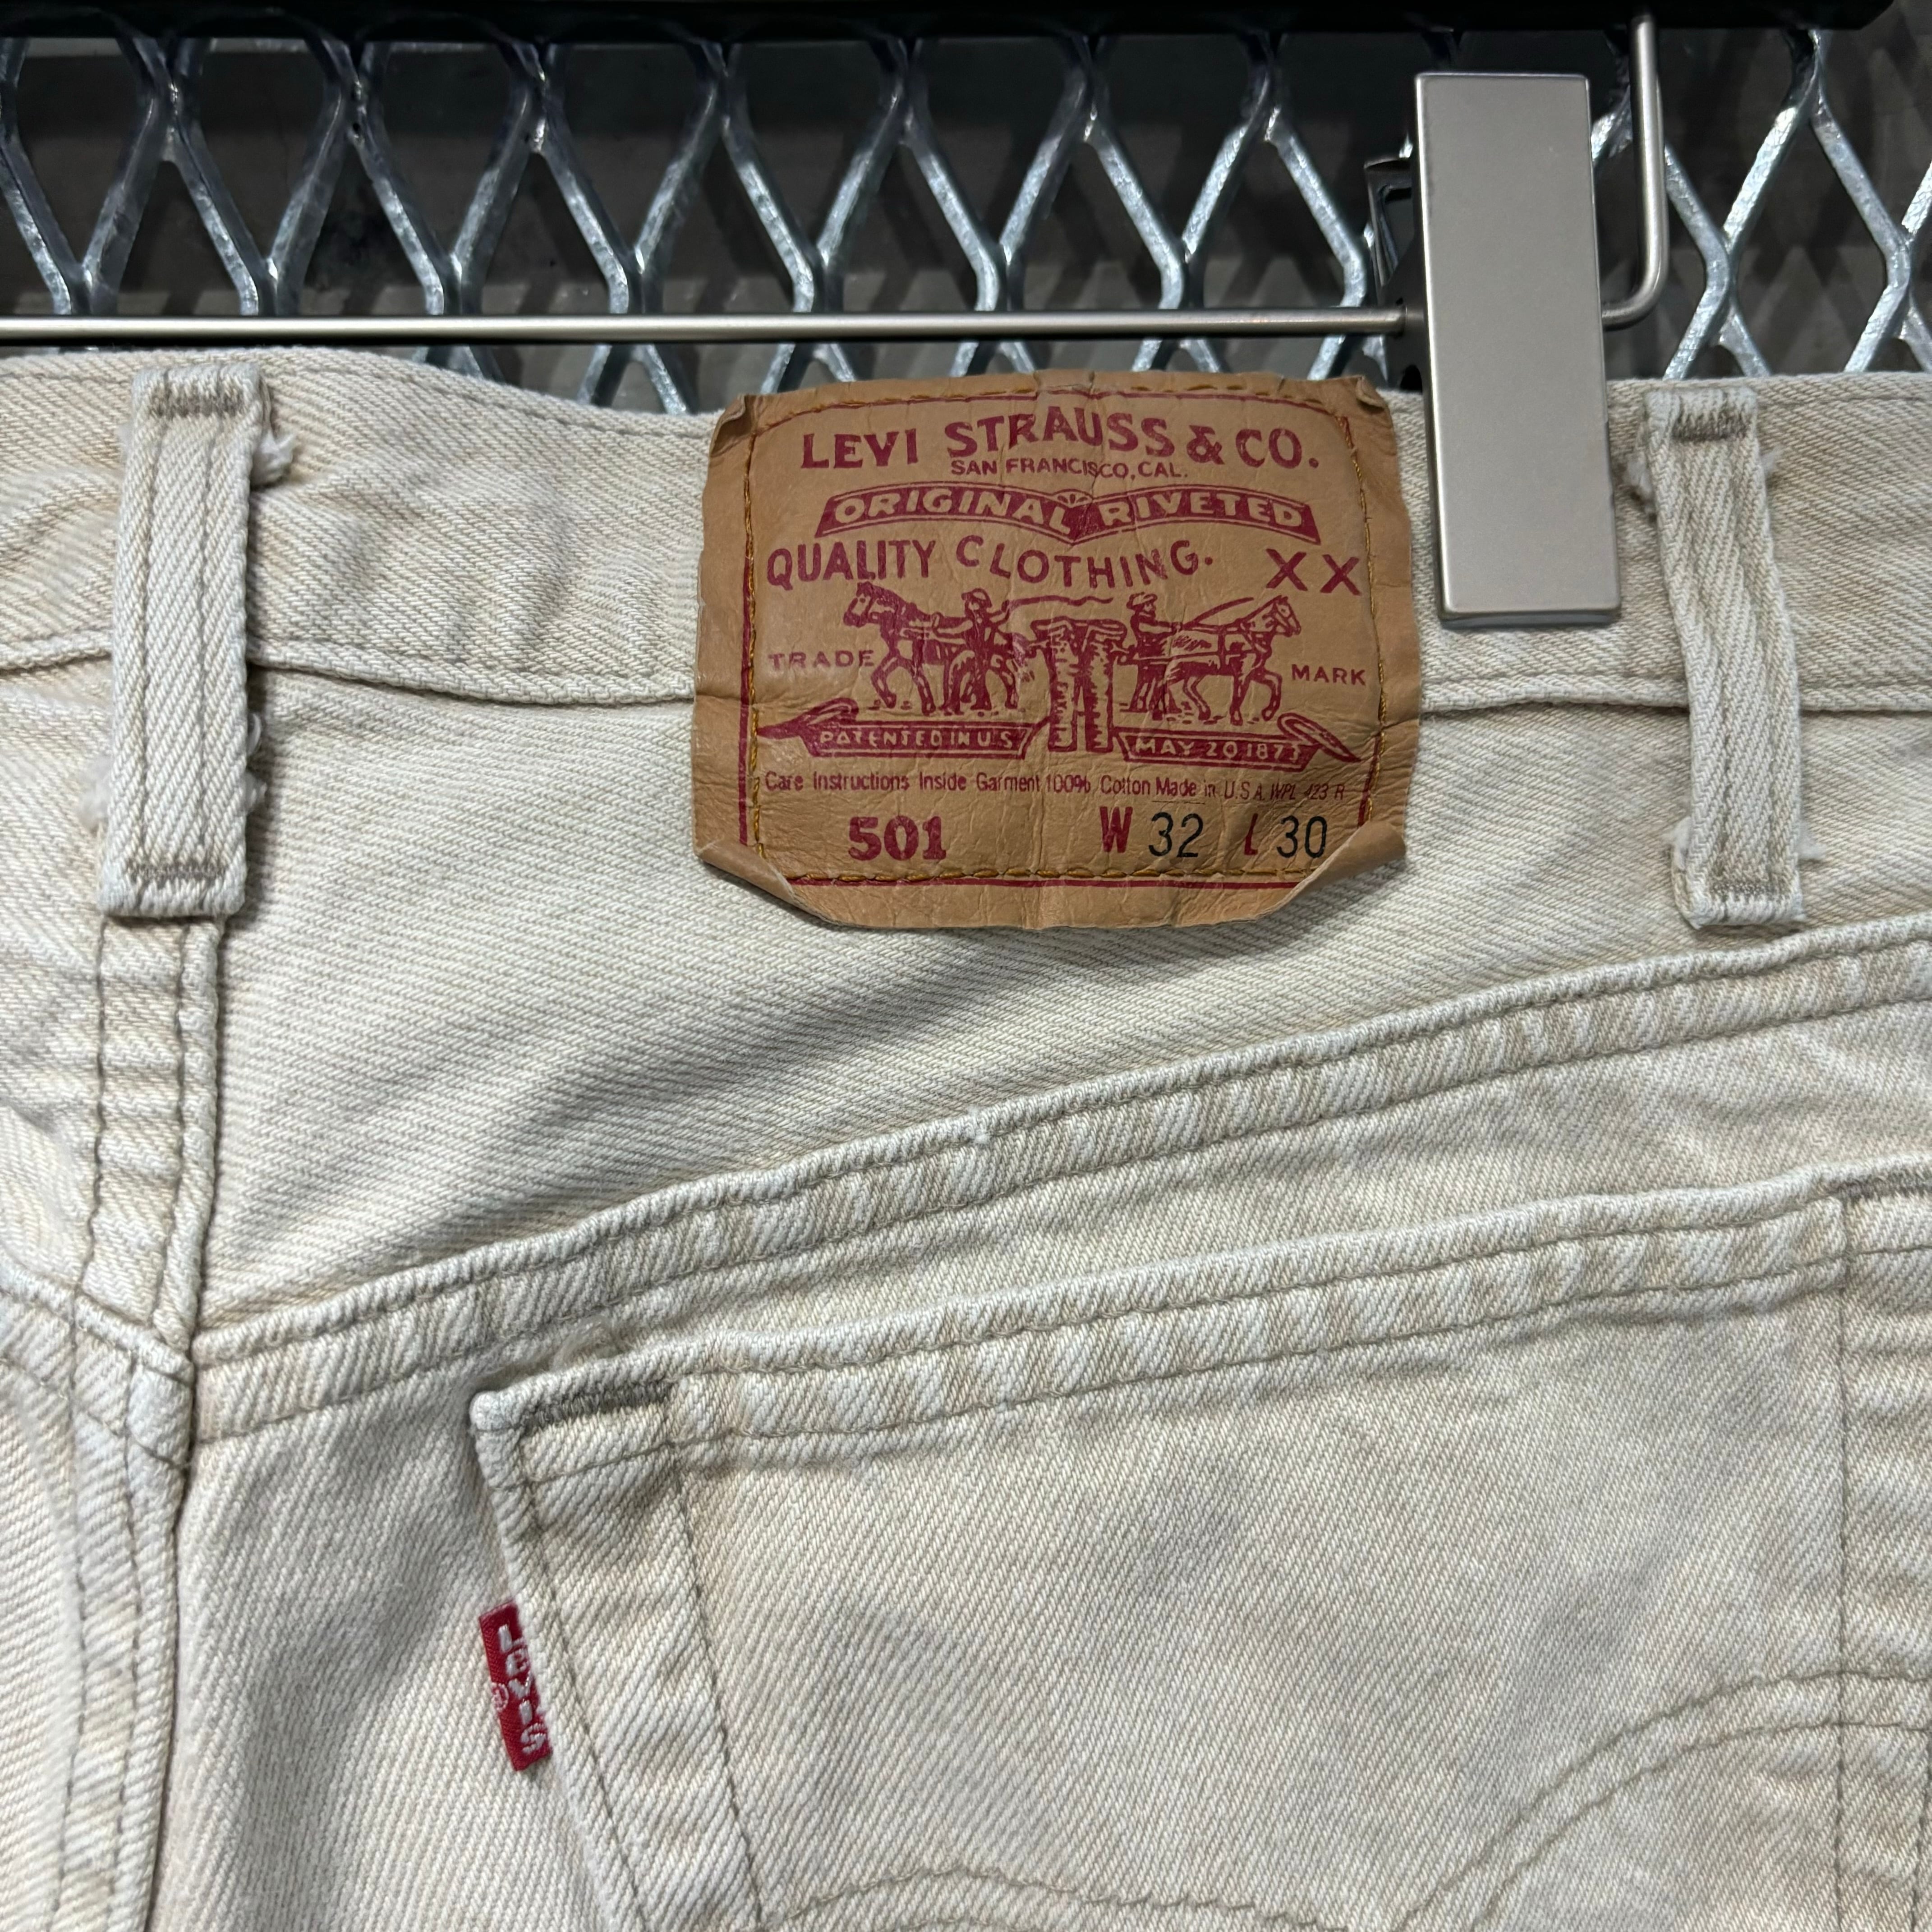 LEVI STRAUSS & CO.
SAN FRANCISCO, CAL.
ORIGINAL RIVETED
QUALITY CLOTHING. XX
TRADE MARK
PATENTED IN U.S. MAY 20 1873
Care Instructions Inside Garment 100% Cotton Made in U.S.A. WPL 423 R
501 W 32 L 30
LEVI'S
®